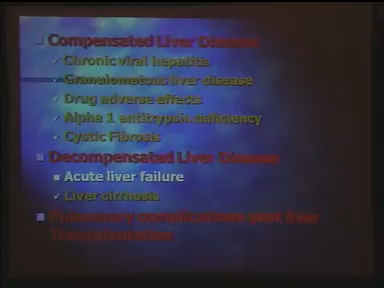 Compensated Liver Disease
Chronic viral hepatitis
Granulomatous liver disease
Drug adverse effects
Alpha 1 antitrypsin deficiency
Cystic Fibrosis
Decompensated Liver Disease
Acute liver failure
Liver cirrhosis
Pulmonary complications post liver
Transplantation